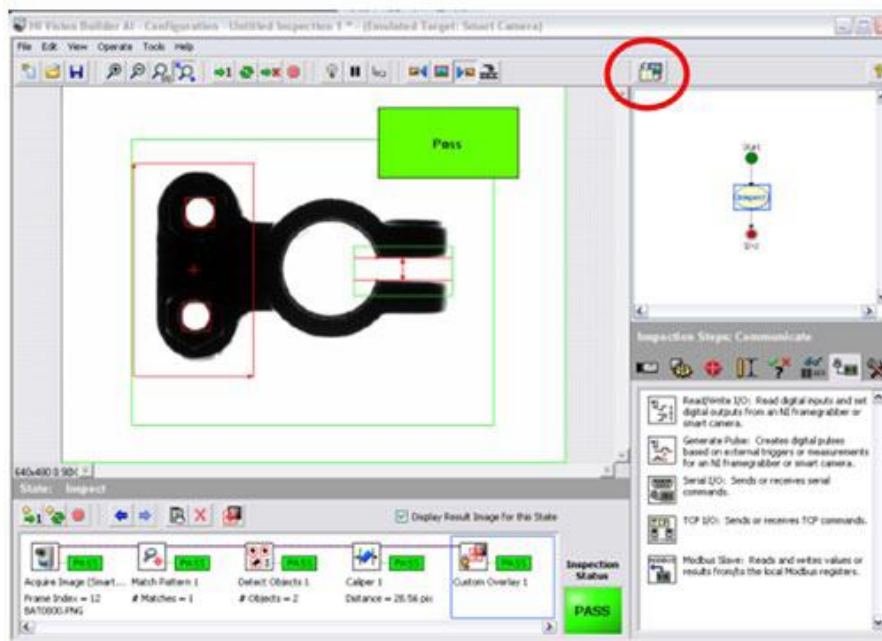 NI Vision Builder AI - Configuration - Untitled Inspection 1 * - (Emulated Target: Smart Camera)
File Edit View Operate Tools Help
Pass
Start
Inspect
End
Inspection Steps: Communicate
Read/Write I/O: Read digital inputs and set
digital outputs from an NI framegrabber or
smart camera.
Generate Pulse: Creates digital pulses
based on external triggers or measurements
for an NI framegrabber or smart camera.
Serial I/O: Sends or receives serial
commands.
TCP I/O: Sends or receives TCP commands.
Modbus Slave: Reads and writes values or
results from/to the local Modbus registers.
640x480
State: Inspect
Display Result Image for this State
PASS PASS PASS PASS PASS
Acquire Image (Smart... Match Pattern 1 Detect Objects 1 Caliper 1 Custom Overlay 1
Frame Index = 12 # Matches = 1 # Objects = 2 Distance = 28.56 pix
BAT0800.PNG
Inspection
Status
PASS